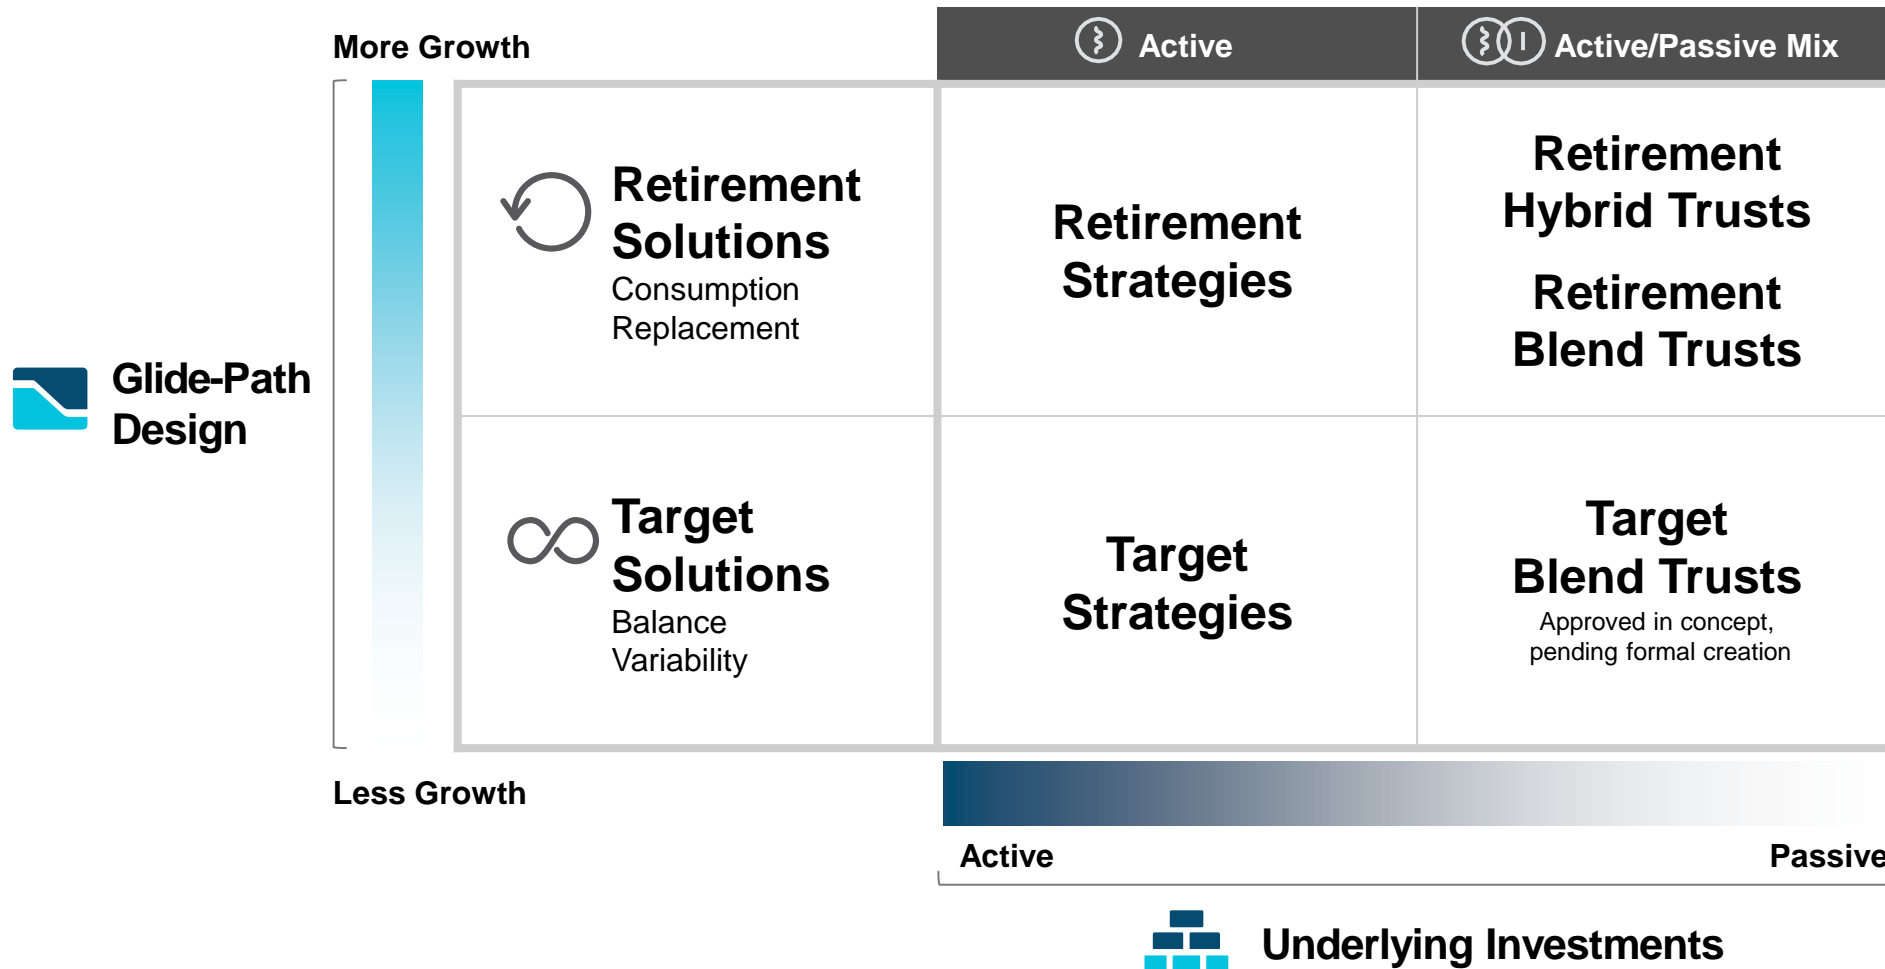 More Growth
Active
Active/Passive Mix
Retirement
Solutions
Consumption
Replacement
Retirement
Strategies
Retirement
Hybrid Trusts
Retirement
Blend Trusts
Glide-Path
Design
Target
Solutions
Balance
Variability
Target
Strategies
Target
Blend Trusts
Approved in concept,
pending formal creation
Less Growth
Active
Passive
Underlying Investments